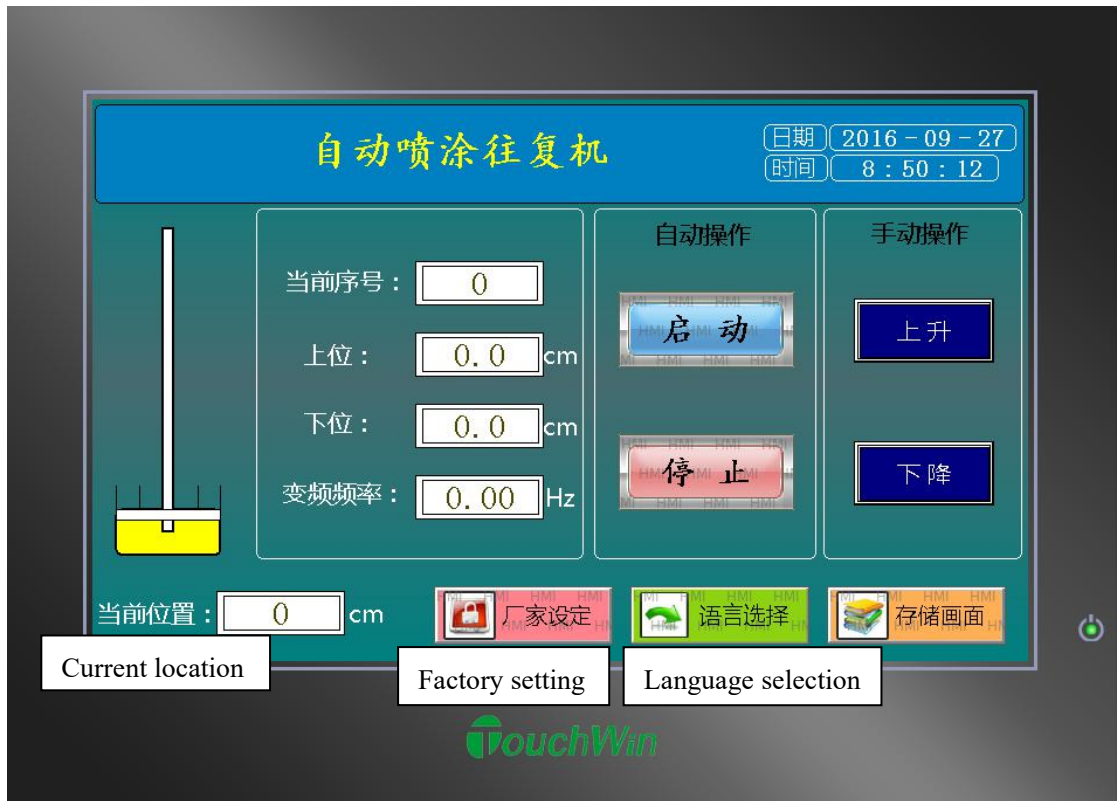 自动喷涂往复机
日期 2016-09-27
时间 8:50:12
自动操作
手动操作
当前序号： 0
上位： 0.0 cm
下位： 0.0 cm
变频频率： 0.00 Hz
启动
停止
上升
下降
当前位置： 0 cm
厂家设定
语言选择
存储画面
Current location
Factory setting
Language selection
TouchWin